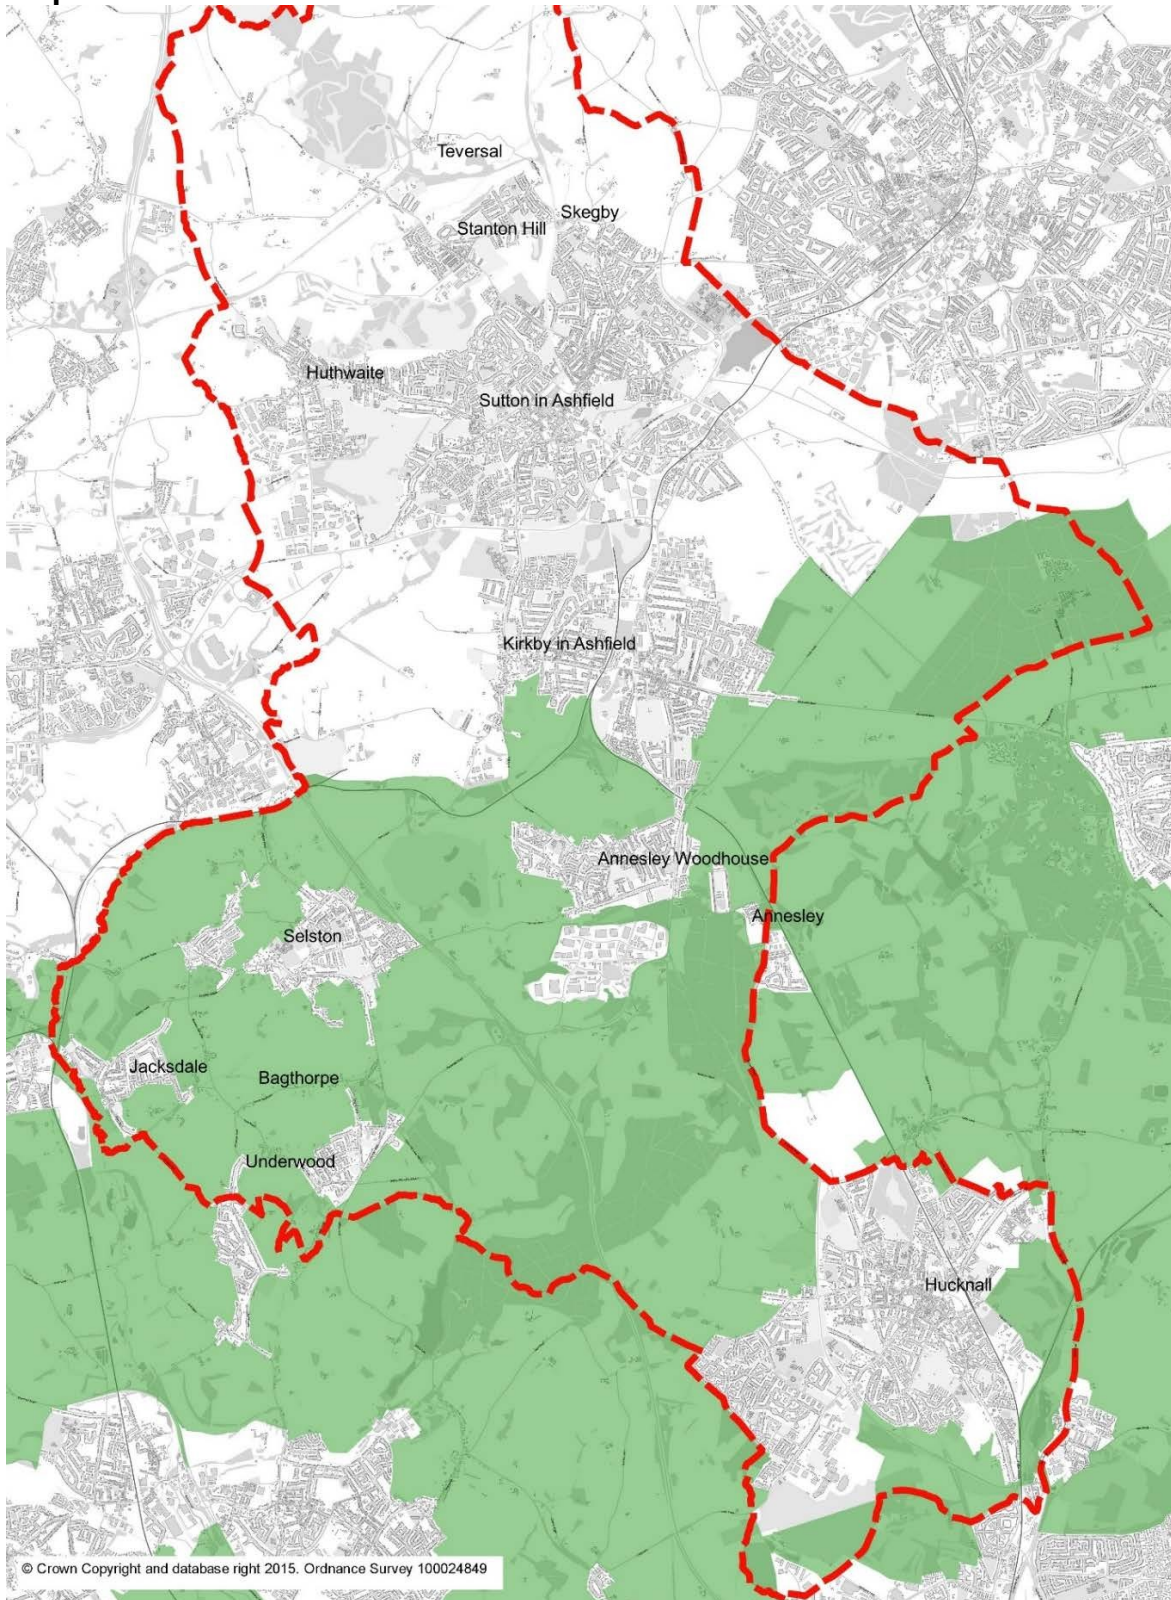 Teversal
Skegby
Stanton Hill
Huthwaite
Sutton in Ashfield
Kirkby in Ashfield
Annesley Woodhouse
Annesley
Selston
Jacksdale
Bagthorpe
Underwood
Hucknall
© Crown Copyright and database right 2015. Ordnance Survey 100024849